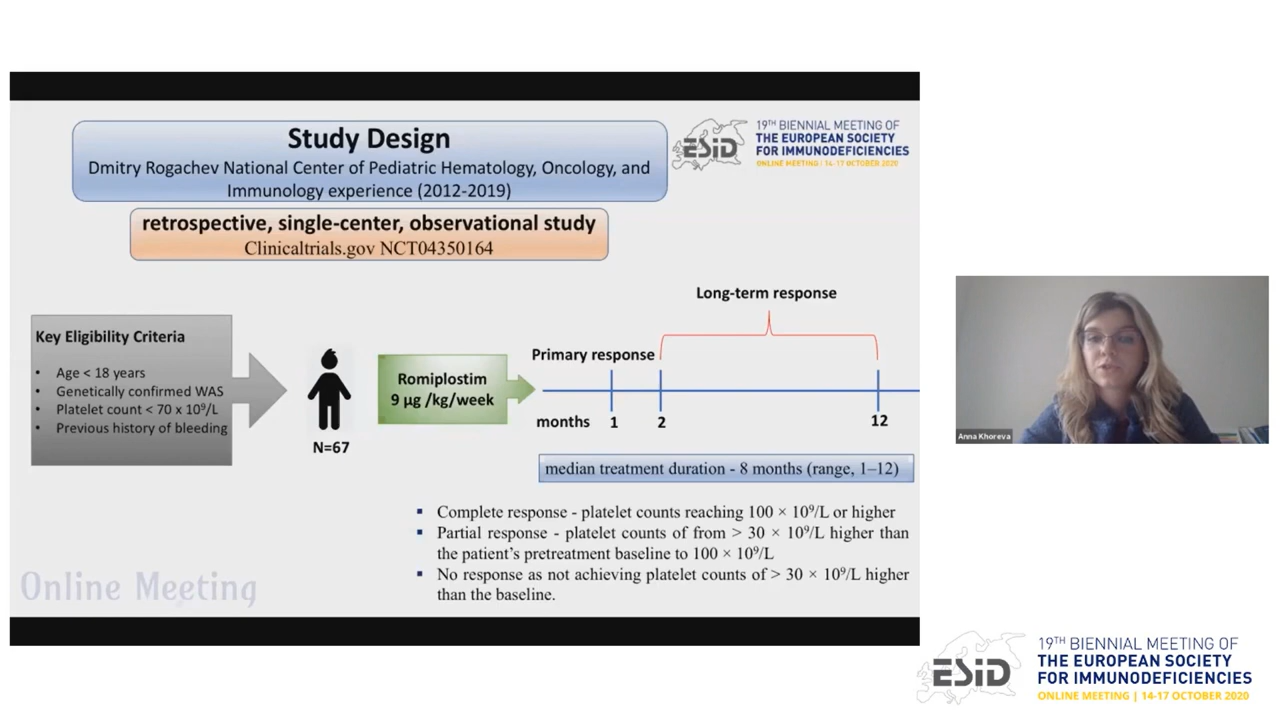 Study Design
Dmitry Rogachev National Center of Pediatric Hematology, Oncology, and
Immunology experience (2012-2019)
retrospective, single-center, observational study
Clinicaltrials.gov NCT04350164
ESiD
19TH BIENNIAL MEETING OF
THE EUROPEAN SOCIETY
FOR IMMUNODEFICIENCIES
ONLINE MEETING | 14-17 OCTOBER 2020
Key Eligibility Criteria
• Age < 18 years
• Genetically confirmed WAS
• Platelet count < 70 x 10⁹/L
• Previous history of bleeding
N=67
Romiplostim
9 µg /kg/week
Long-term response
Primary response
months 1 2 12
median treatment duration - 8 months (range, 1–12)
▪ Complete response - platelet counts reaching 100 × 10⁹/L or higher
▪ Partial response - platelet counts of from > 30 × 10⁹/L higher than
the patient's pretreatment baseline to 100 × 10⁹/L
▪ No response as not achieving platelet counts of > 30 × 10⁹/L higher
than the baseline.
Online Meeting
Anna Khoreva
ESiD
19TH BIENNIAL MEETING OF
THE EUROPEAN SOCIETY
FOR IMMUNODEFICIENCIES
ONLINE MEETING | 14-17 OCTOBER 2020